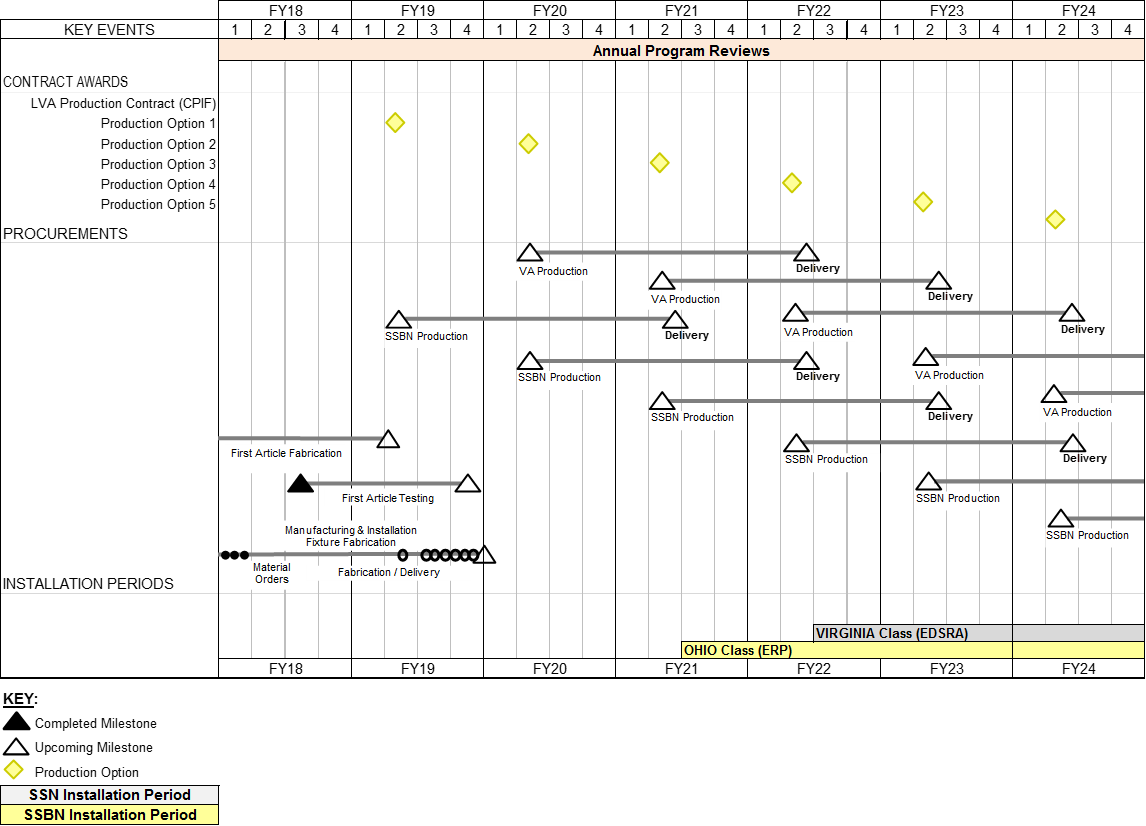 FY18 FY19 FY20 FY21 FY22 FY23 FY24
KEY EVENTS 1 2 3 4 1 2 3 4 1 2 3 4 1 2 3 4 1 2 3 4 1 2 3 4 1 2 3 4
Annual Program Reviews
CONTRACT AWARDS
LVA Production Contract (CPIF)
Production Option 1
Production Option 2
Production Option 3
Production Option 4
Production Option 5
PROCUREMENTS
VA Production Delivery
VA Production Delivery
SSBN Production Delivery VA Production Delivery
SSBN Production Delivery VA Production
SSBN Production Delivery VA Production
First Article Fabrication SSBN Production Delivery
First Article Testing SSBN Production
Manufacturing & Installation
Fixture Fabrication
SSBN Production
Material
Orders
Fabrication / Delivery
INSTALLATION PERIODS
VIRGINIA Class (EDSRA)
OHIO Class (ERP)
FY18 FY19 FY20 FY21 FY22 FY23 FY24
KEY:
Completed Milestone
Upcoming Milestone
Production Option
SSN Installation Period
SSBN Installation Period